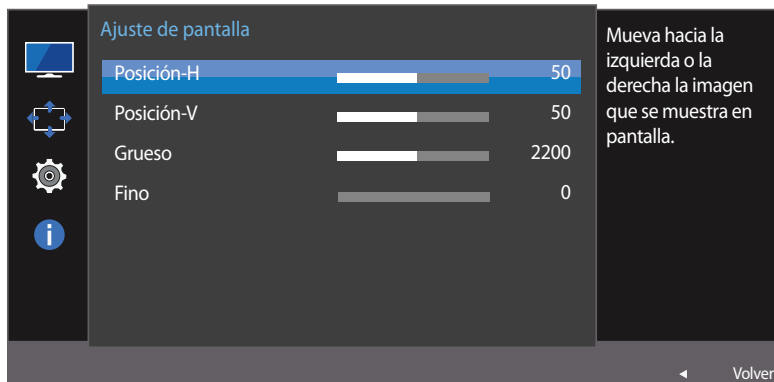 Ajuste de pantalla
Posición-H 50
Posición-V 50
Grueso 2200
Fino 0
Mueva hacia la
izquierda o la
derecha la imagen
que se muestra en
pantalla.
Volver